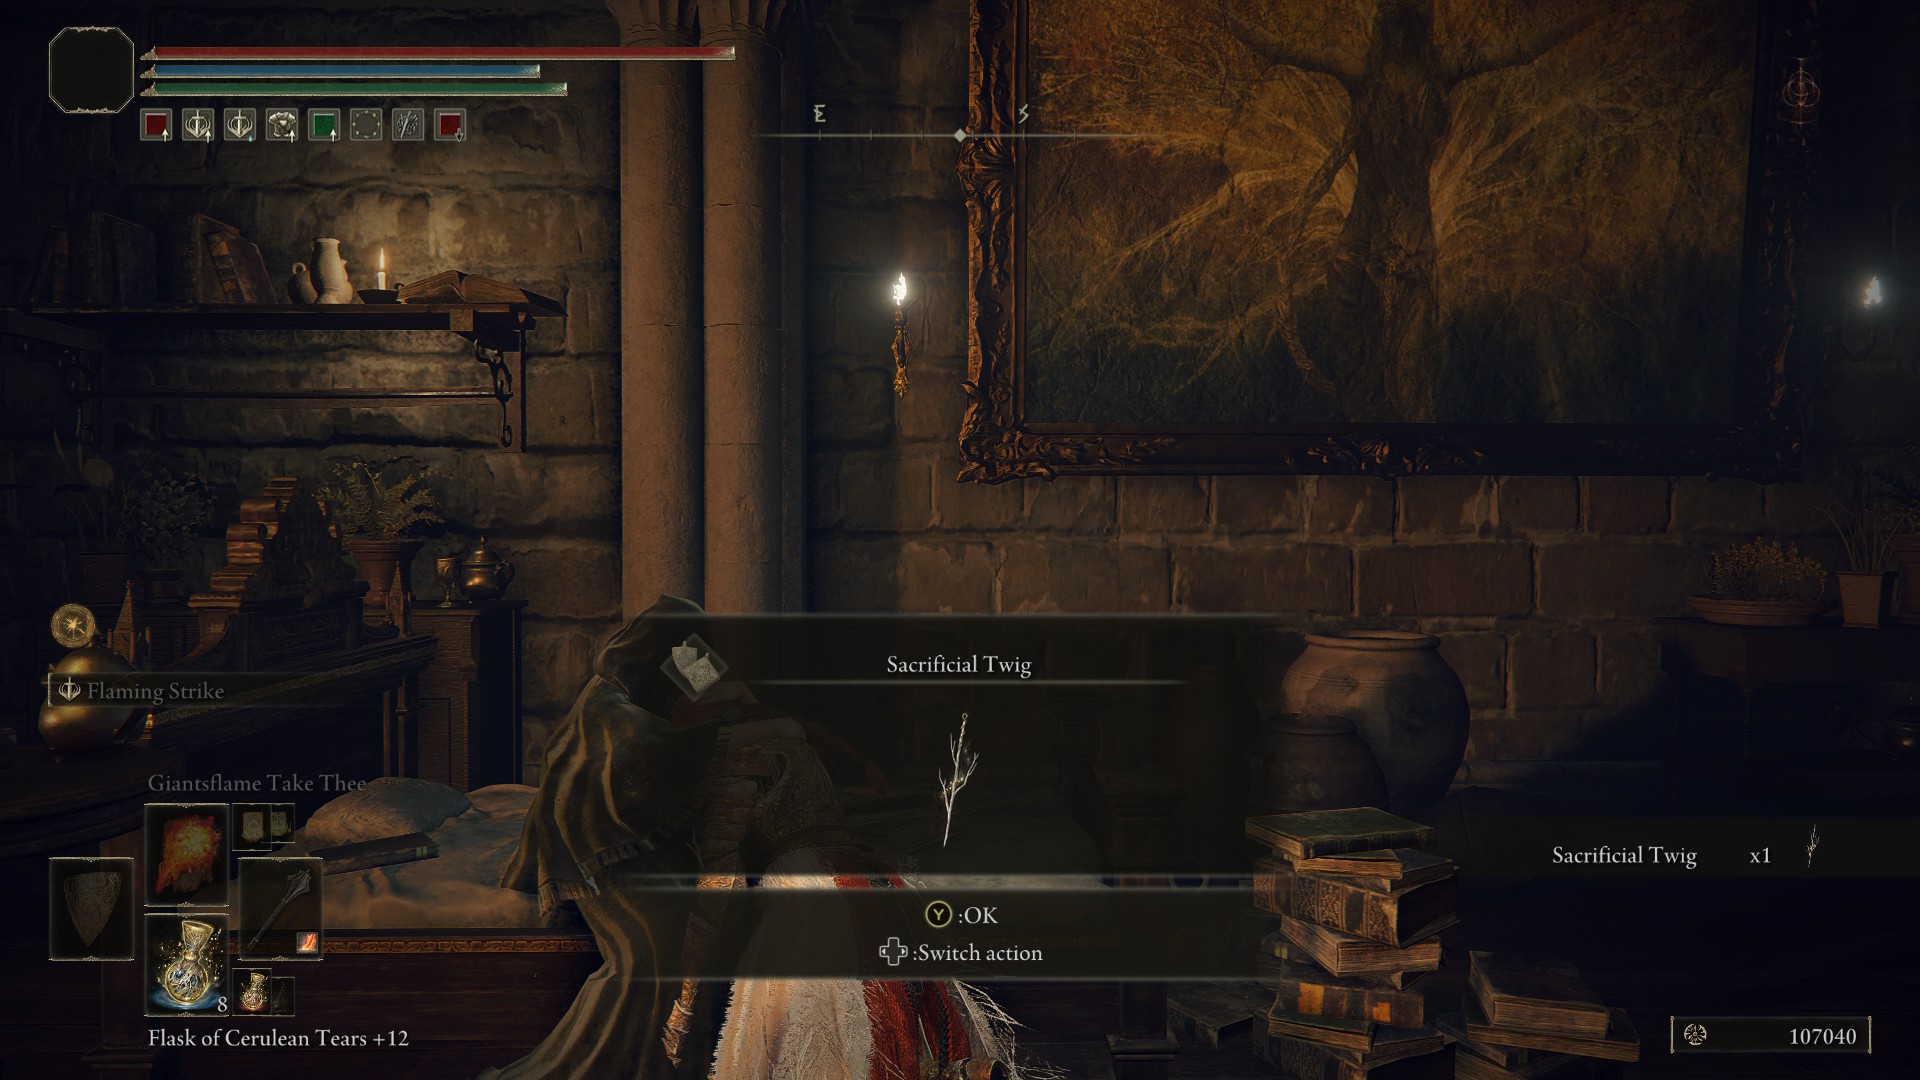 E
S
Flaming Strike
Giantsflame Take Thee
8
Flask of Cerulean Tears +12
Sacrificial Twig
Y :OK
:Switch action
Sacrificial Twig x1
107040